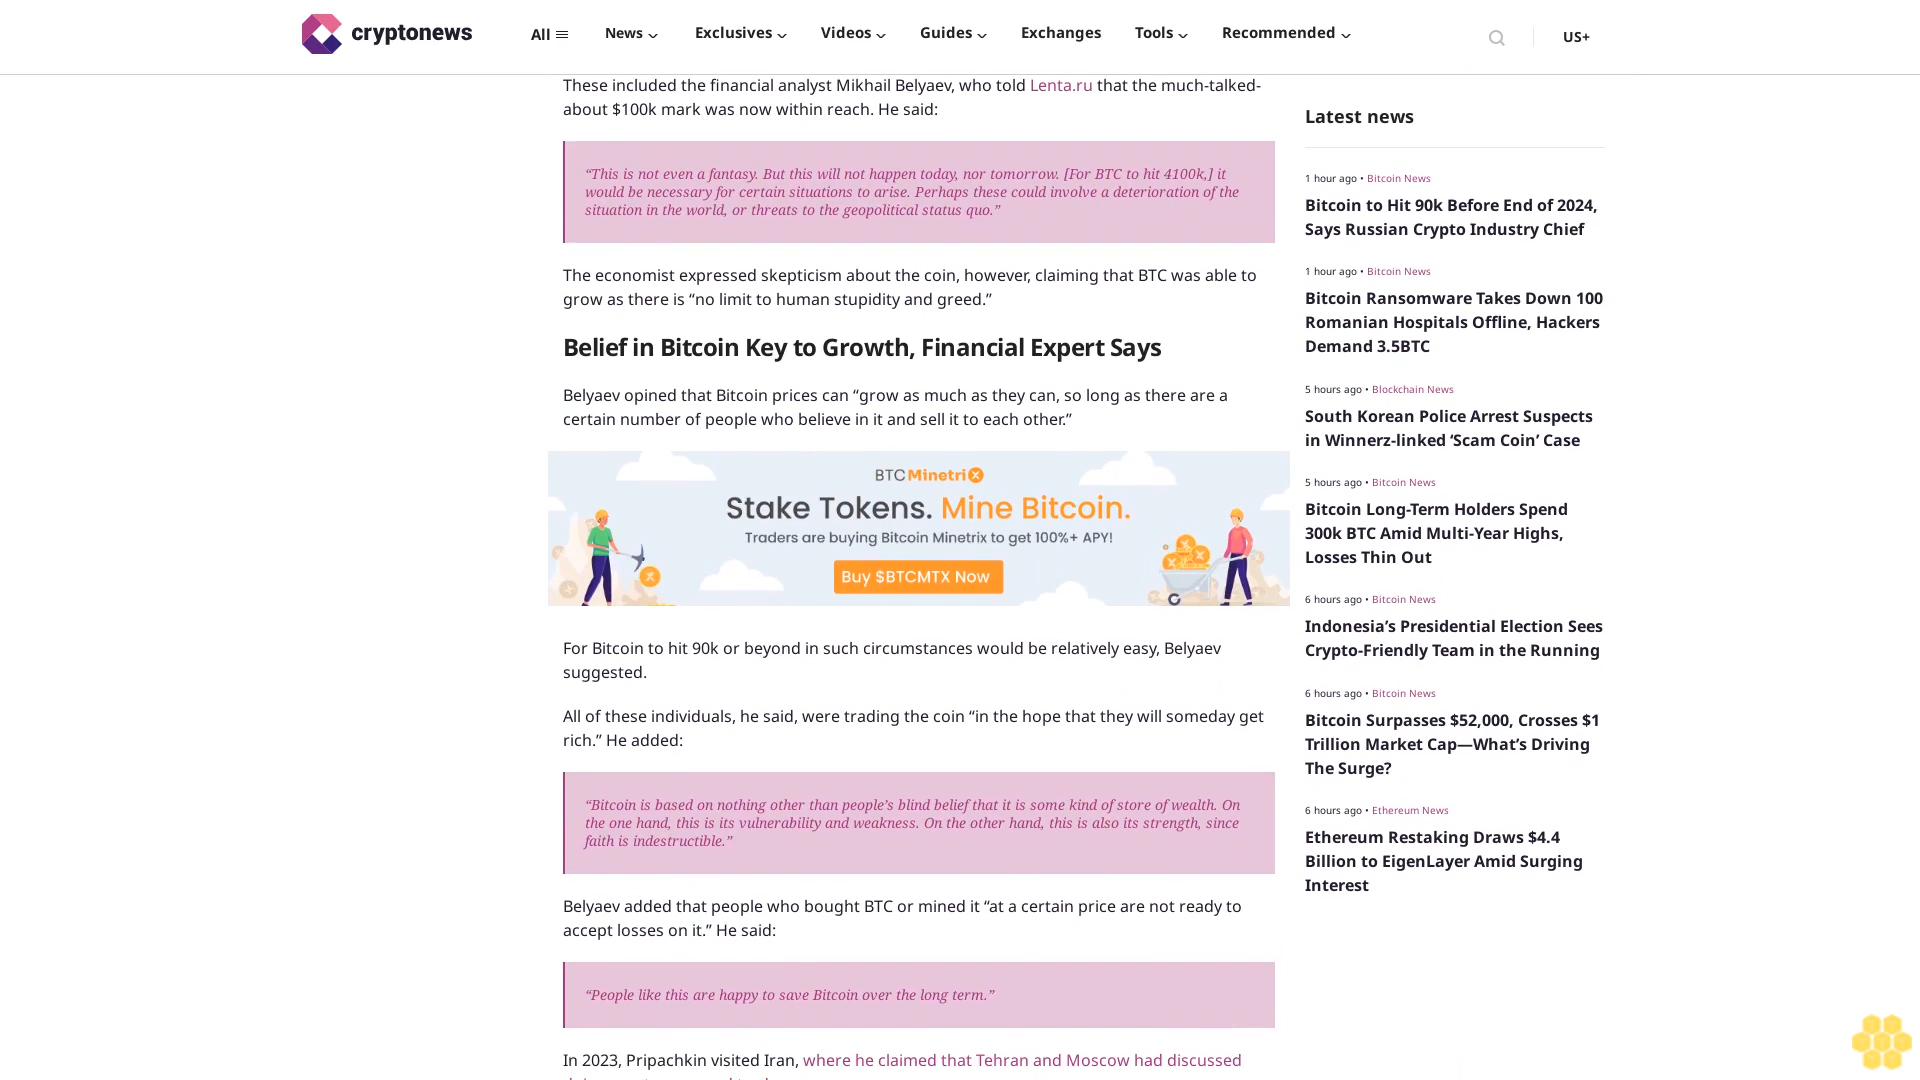 cryptonews
All
News
Exclusives
Videos
Guides
Exchanges
Tools
Recommended
US+
These included the financial analyst Mikhail Belyaev, who told Lenta.ru that the much-talked-
about $100k mark was now within reach. He said:
“This is not even a fantasy. But this will not happen today, nor tomorrow. [For BTC to hit 4100k,] it
would be necessary for certain situations to arise. Perhaps these could involve a deterioration of the
situation in the world, or threats to the geopolitical status quo.”
The economist expressed skepticism about the coin, however, claiming that BTC was able to
grow as there is “no limit to human stupidity and greed.”
Belief in Bitcoin Key to Growth, Financial Expert Says
Belyaev opined that Bitcoin prices can “grow as much as they can, so long as there are a
certain number of people who believe in it and sell it to each other.”
BTC Minetrix
Stake Tokens. Mine Bitcoin.
Traders are buying Bitcoin Minetrix to get 100%+ APY!
Buy $BTCMTX Now
For Bitcoin to hit 90k or beyond in such circumstances would be relatively easy, Belyaev
suggested.
All of these individuals, he said, were trading the coin “in the hope that they will someday get
rich.” He added:
“Bitcoin is based on nothing other than people’s blind belief that it is some kind of store of wealth. On
the one hand, this is its vulnerability and weakness. On the other hand, this is also its strength, since
faith is indestructible.”
Belyaev added that people who bought BTC or mined it “at a certain price are not ready to
accept losses on it.” He said:
“People like this are happy to save Bitcoin over the long term.”
In 2023, Pripachkin visited Iran, where he claimed that Tehran and Moscow had discussed
Latest news
1 hour ago • Bitcoin News
Bitcoin to Hit 90k Before End of 2024,
Says Russian Crypto Industry Chief
1 hour ago • Bitcoin News
Bitcoin Ransomware Takes Down 100
Romanian Hospitals Offline, Hackers
Demand 3.5BTC
5 hours ago • Blockchain News
South Korean Police Arrest Suspects
in Winnerz-linked ‘Scam Coin’ Case
5 hours ago • Bitcoin News
Bitcoin Long-Term Holders Spend
300k BTC Amid Multi-Year Highs,
Losses Thin Out
6 hours ago • Bitcoin News
Indonesia’s Presidential Election Sees
Crypto-Friendly Team in the Running
6 hours ago • Bitcoin News
Bitcoin Surpasses $52,000, Crosses $1
Trillion Market Cap—What’s Driving
The Surge?
6 hours ago • Ethereum News
Ethereum Restaking Draws $4.4
Billion to EigenLayer Amid Surging
Interest